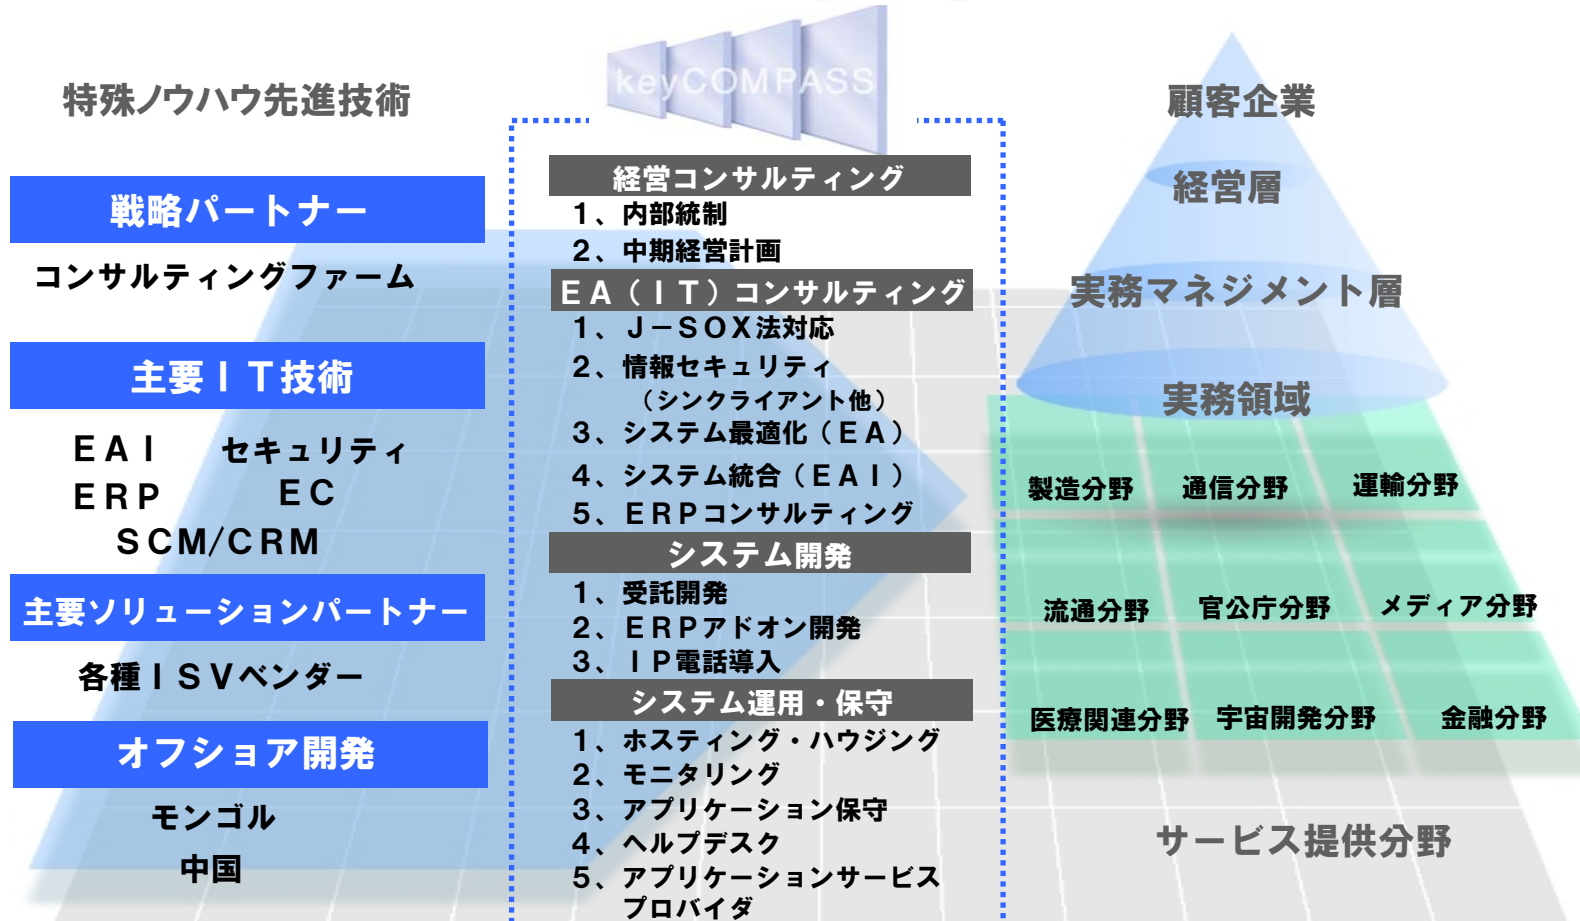 特殊ノウハウ先進技術
戦略パートナー
コンサルティングファーム
主要ＩＴ技術
ＥＡＩ　セキュリティ
ＥＲＰ　ＥＣ
ＳＣＭ/ＣＲＭ
主要ソリューションパートナー
各種ＩＳＶベンダー
オフショア開発
モンゴル
中国
keyCOMPASS
経営コンサルティング
１、内部統制
２、中期経営計画
ＥＡ（ＩＴ）コンサルティング
１、Ｊ－ＳＯＸ法対応
２、情報セキュリティ
（シンクライアント他）
３、システム最適化（ＥＡ）
４、システム統合（ＥＡＩ）
５、ＥＲＰコンサルティング
システム開発
１、受託開発
２、ＥＲＰアドオン開発
３、ＩＰ電話導入
システム運用・保守
１、ホスティング・ハウジング
２、モニタリング
３、アプリケーション保守
４、ヘルプデスク
５、アプリケーションサービス
プロバイダ
顧客企業
経営層
実務マネジメント層
実務領域
製造分野　通信分野　運輸分野
流通分野　官公庁分野　メディア分野
医療関連分野　宇宙開発分野　金融分野
サービス提供分野